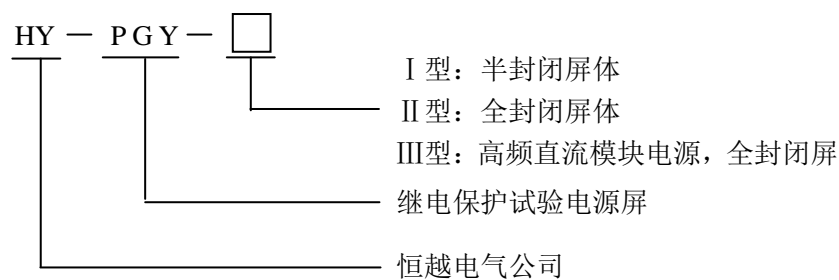 HY — PGY — □
Ⅰ型：半封闭屏体
Ⅱ型：全封闭屏体
Ⅲ型：高频直流模块电源，全封闭屏
继电保护试验电源屏
恒越电气公司